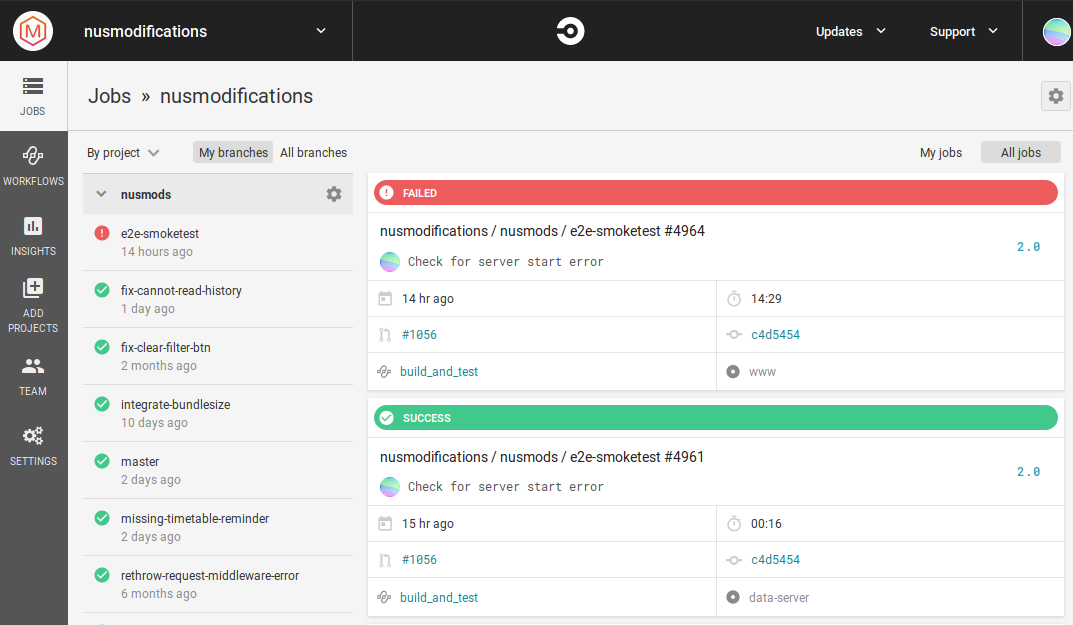 nusmodifications
Updates
Support
JOBS
WORKFLOWS
INSIGHTS
ADD
PROJECTS
TEAM
SETTINGS
Jobs » nusmodifications
By project
My branches
All branches
My jobs
All jobs
nusmods
e2e-smoketest
14 hours ago
fix-cannot-read-history
1 day ago
fix-clear-filter-btn
2 months ago
integrate-bundlesize
10 days ago
master
2 days ago
missing-timetable-reminder
2 days ago
rethrow-request-middleware-error
6 months ago
FAILED
nusmodifications / nusmods / e2e-smoketest #4964
Check for server start error
2.0
14 hr ago
14:29
#1056
c4d5454
build_and_test
www
SUCCESS
nusmodifications / nusmods / e2e-smoketest #4961
Check for server start error
2.0
15 hr ago
00:16
#1056
c4d5454
build_and_test
data-server